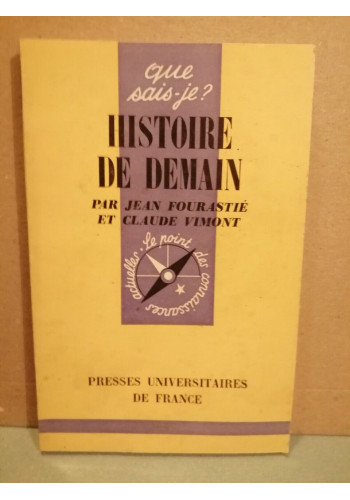 que
sais-je?
HISTOIRE
DE DEMAIN
PAR JEAN FOURASTIÉ
ET CLAUDE VIMONT
Le point des connaissances actuelles.
PRESSES UNIVERSITAIRES
DE FRANCE